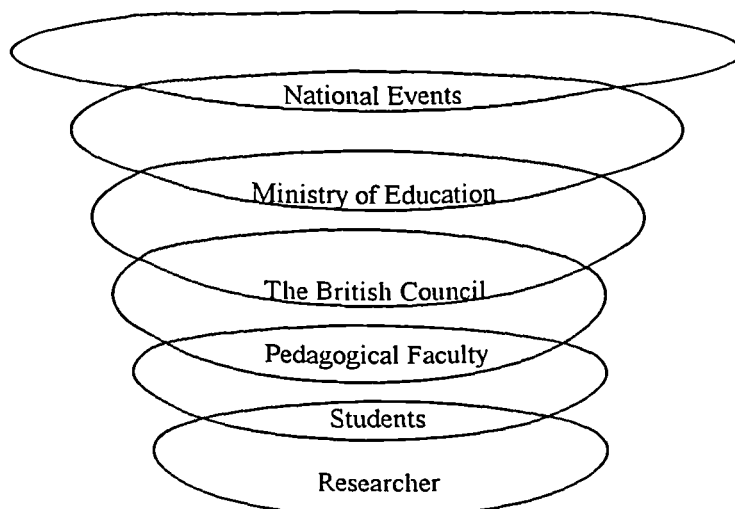 National Events
Ministry of Education
The British Council
Pedagogical Faculty
Students
Researcher